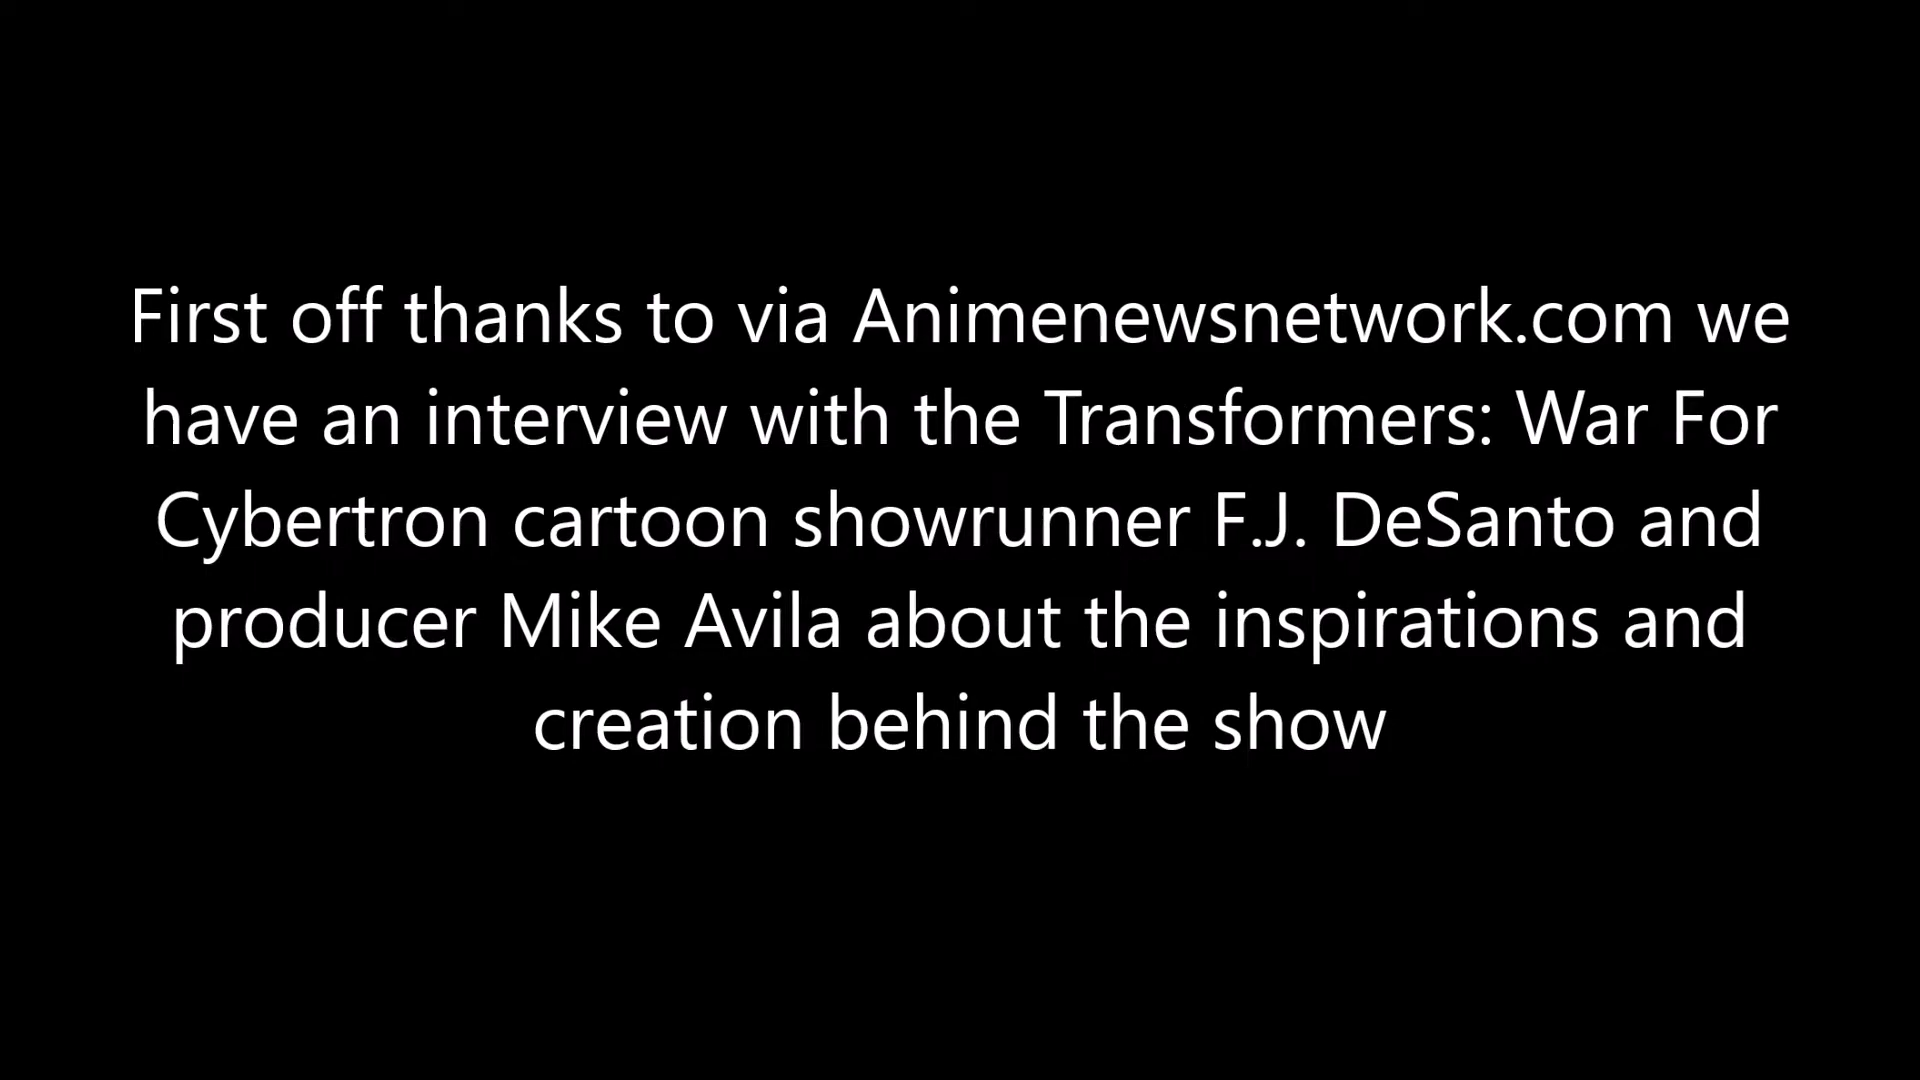 First off thanks to via Animenewsnetwork.com we
have an interview with the Transformers: War For
Cybertron cartoon showrunner F.J. DeSanto and
producer Mike Avila about the inspirations and
creation behind the show